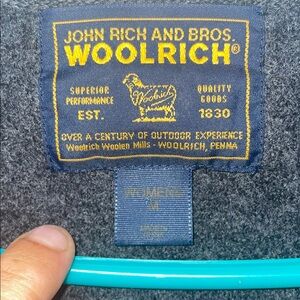 JOHN RICH AND BROS.
WOOLRICH®
SUPERIOR PERFORMANCE
Woolrich
QUALITY GOODS
EST.
1830
OVER A CENTURY OF OUTDOOR EXPERIENCE
Woolrich Woolen Mills - WOOLRICH, PENNA
WOMENS
M